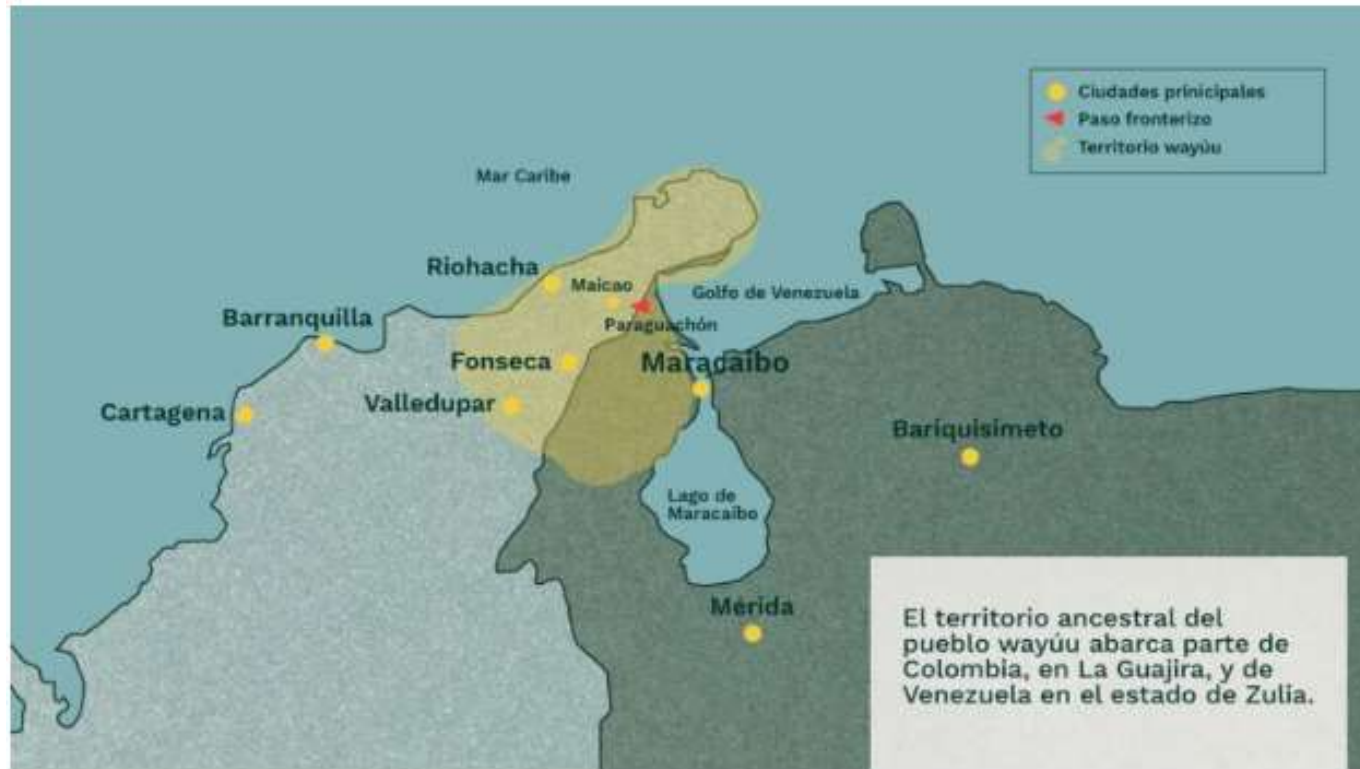 Ciudades prinicipales
Paso fronterizo
Territorio wayúu
Mar Caribe
Riohacha
Maicao
Golfo de Venezuela
Barranquilla
Paraguachón
Fonseca
Maracaibo
Valledupar
Cartagena
Bariquisimeto
Lago de
Maracaibo
Mérida
El territorio ancestral del
pueblo wayúu abarca parte de
Colombia, en La Guajira, y de
Venezuela en el estado de Zulia.